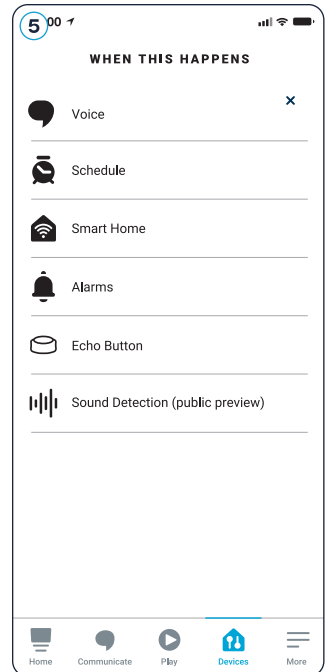 5 00
WHEN THIS HAPPENS
Voice
Schedule
Smart Home
Alarms
Echo Button
Sound Detection (public preview)
Home Communicate Play Devices More